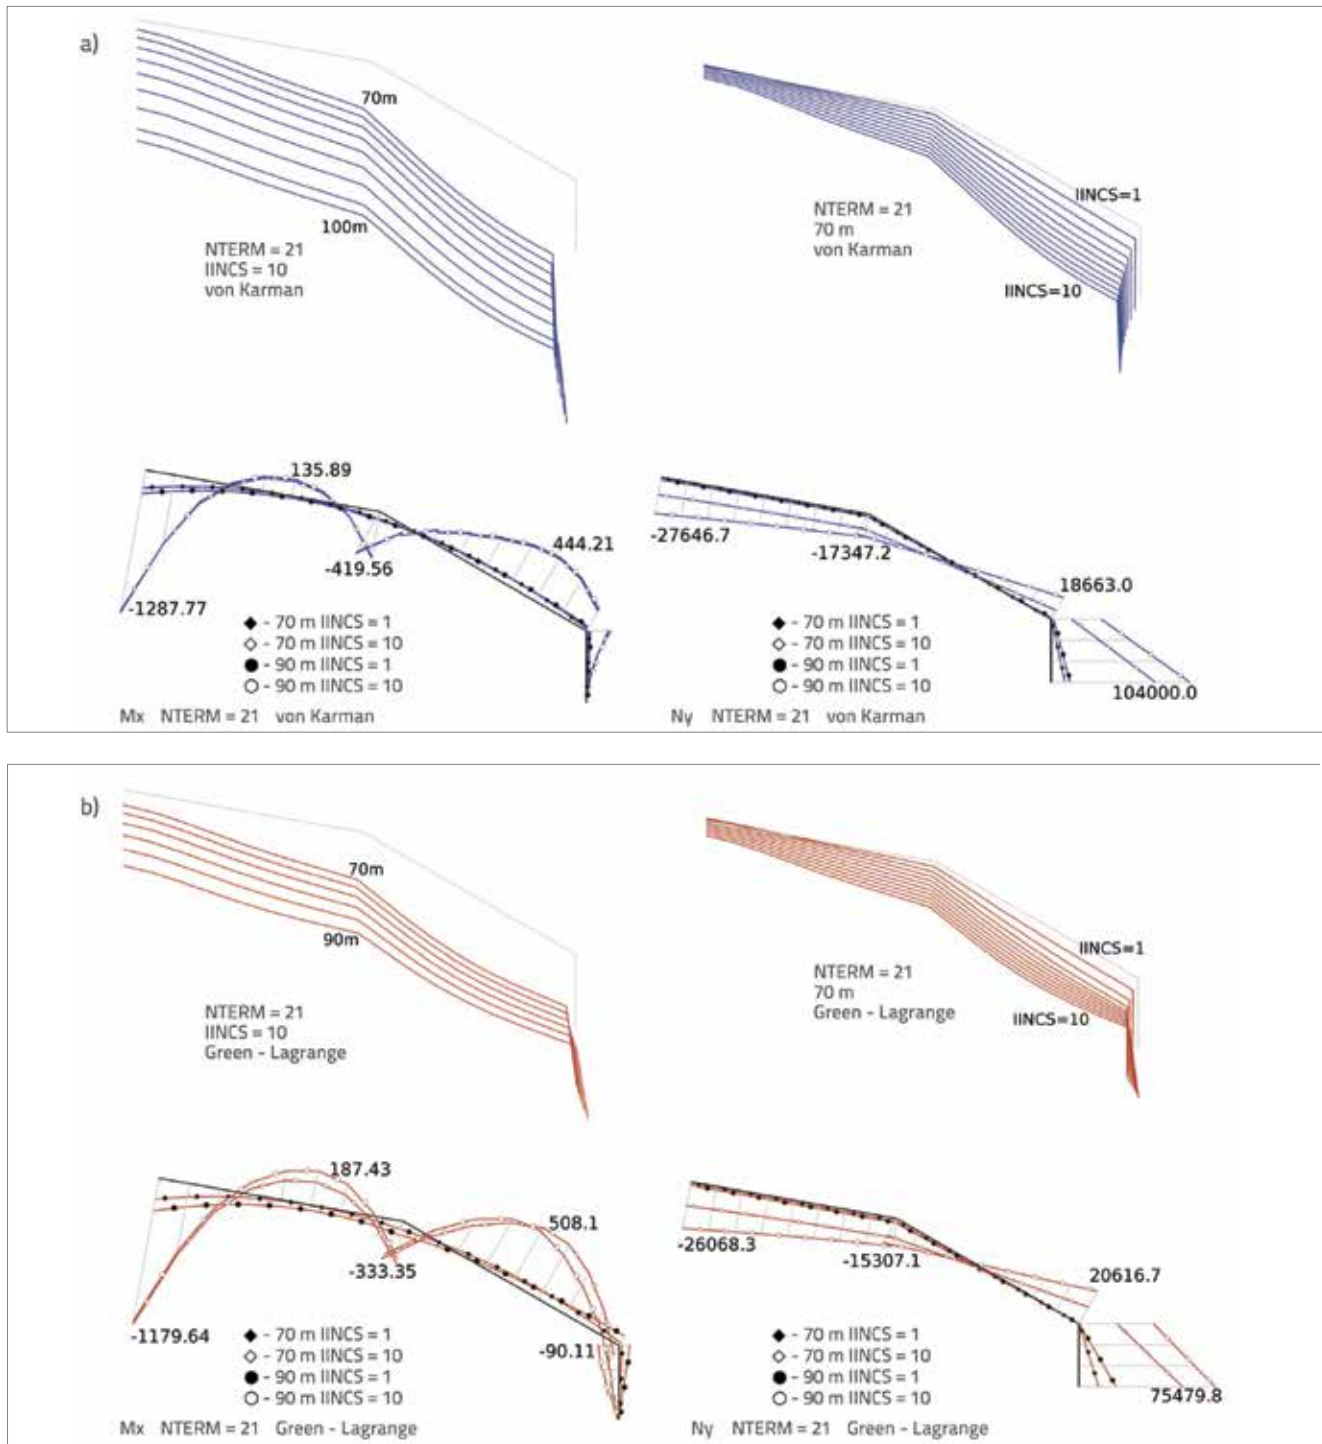 a)
70m
100m
NTERM = 21
IINCS = 10
von Karman
IINCS=1
NTERM = 21
70 m
von Karman
IINCS=10
135.89
444.21
-419.56
-1287.77
◆ - 70 m IINCS = 1
◇ - 70 m IINCS = 10
● - 90 m IINCS = 1
○ - 90 m IINCS = 10
Mx NTERM = 21 von Karman
-27646.7
-17347.2
18663.0
104000.0
◆ - 70 m IINCS = 1
◇ - 70 m IINCS = 10
● - 90 m IINCS = 1
○ - 90 m IINCS = 10
Ny NTERM = 21 von Karman
b)
70m
90m
NTERM = 21
IINCS = 10
Green - Lagrange
IINCS=1
NTERM = 21
70 m
Green - Lagrange
IINCS=10
187.43
508.1
-333.35
-1179.64
-90.11
◆ - 70 m IINCS = 1
◇ - 70 m IINCS = 10
● - 90 m IINCS = 1
○ - 90 m IINCS = 10
Mx NTERM = 21 Green - Lagrange
-26068.3
-15307.1
20616.7
75479.8
◆ - 70 m IINCS = 1
◇ - 70 m IINCS = 10
● - 90 m IINCS = 1
○ - 90 m IINCS = 10
Ny NTERM = 21 Green - Lagrange